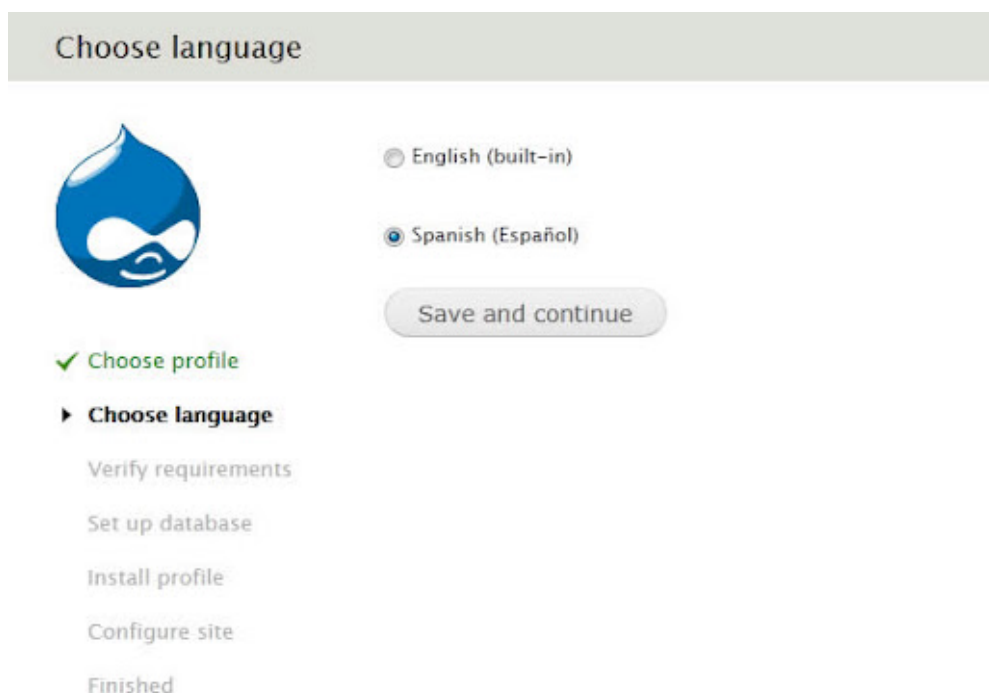 Choose language
English (built-in)
Spanish (Español)
Save and continue
Choose profile
Choose language
Verify requirements
Set up database
Install profile
Configure site
Finished